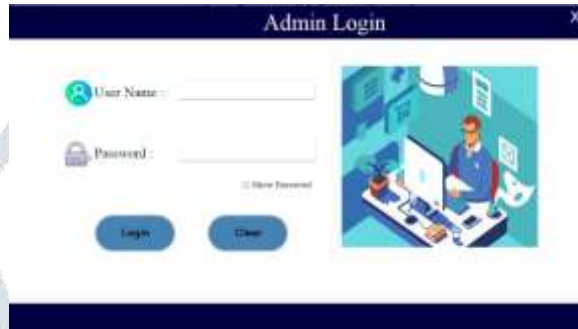 Admin Login
X
User Name :
Password :
Show Password
Login
Clear